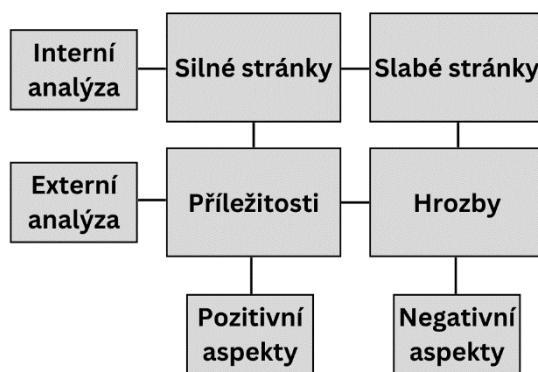 Interní
analýza
Silné stránky
Slabé stránky
Externí
analýza
Příležitosti
Hrozby
Pozitivní
aspekty
Negativní
aspekty